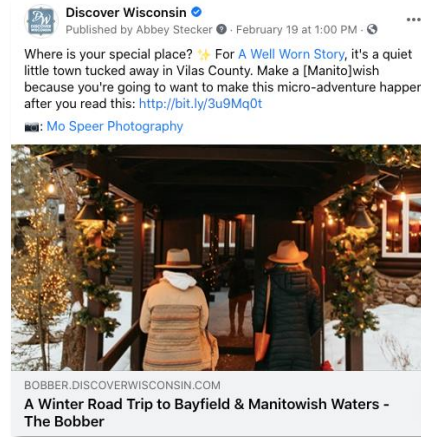 Discover Wisconsin
Published by Abbey Stecker · February 19 at 1:00 PM ·
Where is your special place? ✨ For A Well Worn Story, it's a quiet
little town tucked away in Vilas County. Make a [Manito]wish
because you're going to want to make this micro-adventure happen
after you read this: http://bit.ly/3u9Mq0t
📷: Mo Speer Photography
BOBBER.DISCOVERWISCONSIN.COM
A Winter Road Trip to Bayfield & Manitowish Waters -
The Bobber